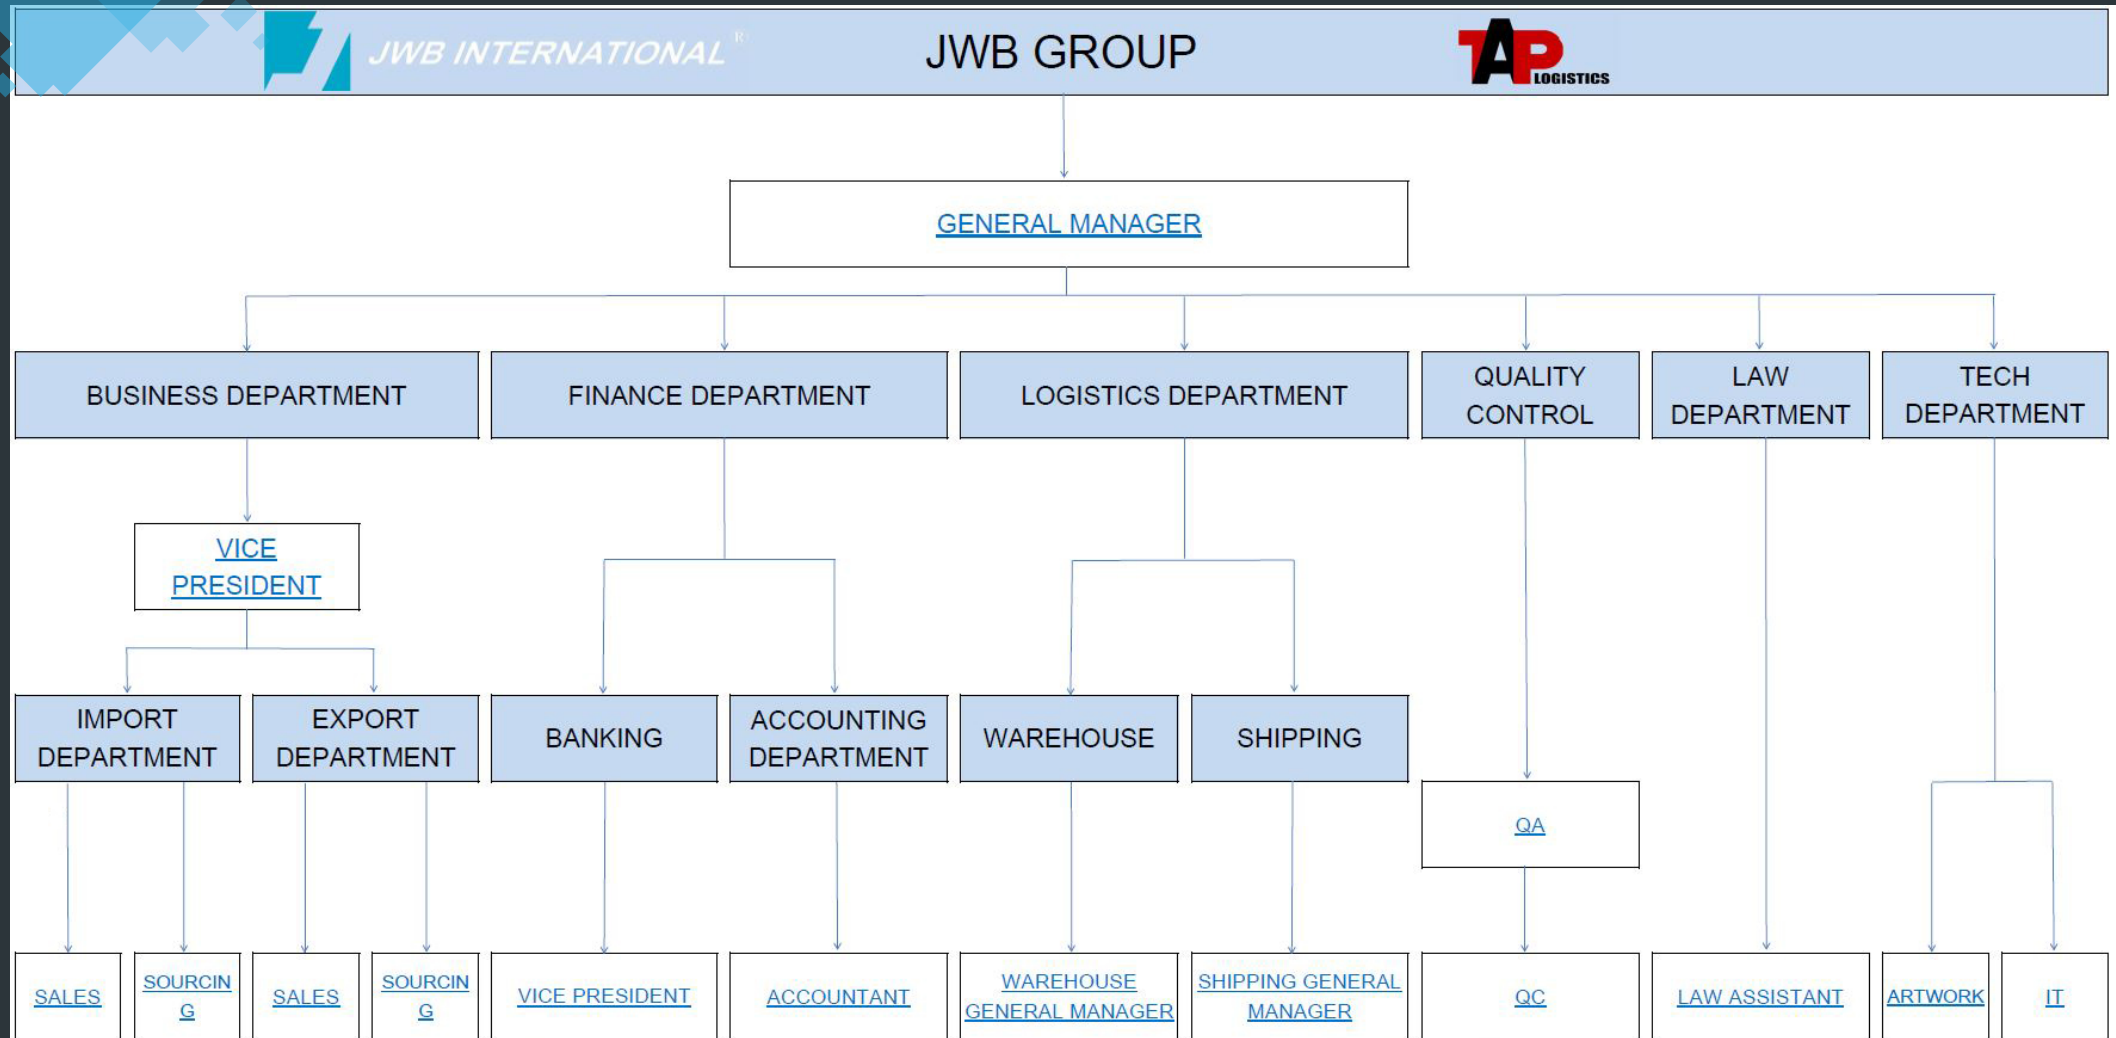 JWB INTERNATIONAL ®
JWB GROUP
TAP
LOGISTICS
GENERAL MANAGER
BUSINESS DEPARTMENT
FINANCE DEPARTMENT
LOGISTICS DEPARTMENT
QUALITY
CONTROL
LAW
DEPARTMENT
TECH
DEPARTMENT
VICE
PRESIDENT
IMPORT
DEPARTMENT
EXPORT
DEPARTMENT
BANKING
ACCOUNTING
DEPARTMENT
WAREHOUSE
SHIPPING
QA
SALES
SOURCIN
G
SALES
SOURCIN
G
VICE PRESIDENT
ACCOUNTANT
WAREHOUSE
GENERAL MANAGER
SHIPPING GENERAL
MANAGER
QC
LAW ASSISTANT
ARTWORK
IT